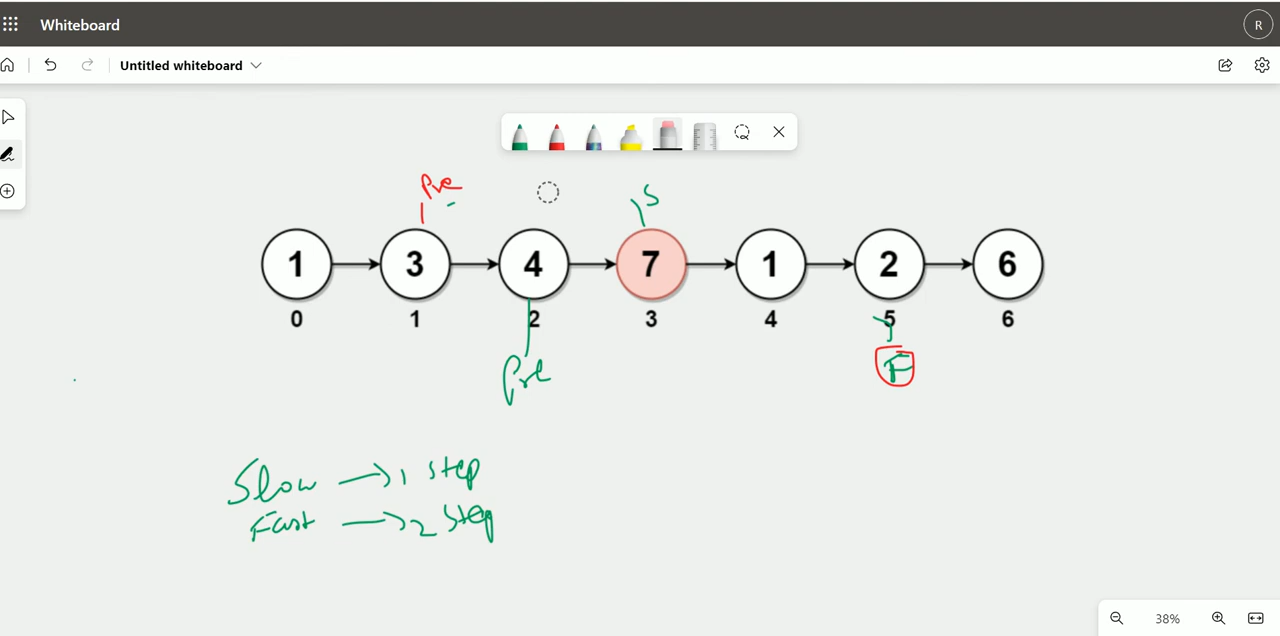 Whiteboard
R
Untitled whiteboard
Pre
S
1 3 4 7 1 2 6
0 1 2 3 4 5 6
Pre
F
Slow → 1 step
Fast → 2 step
38%